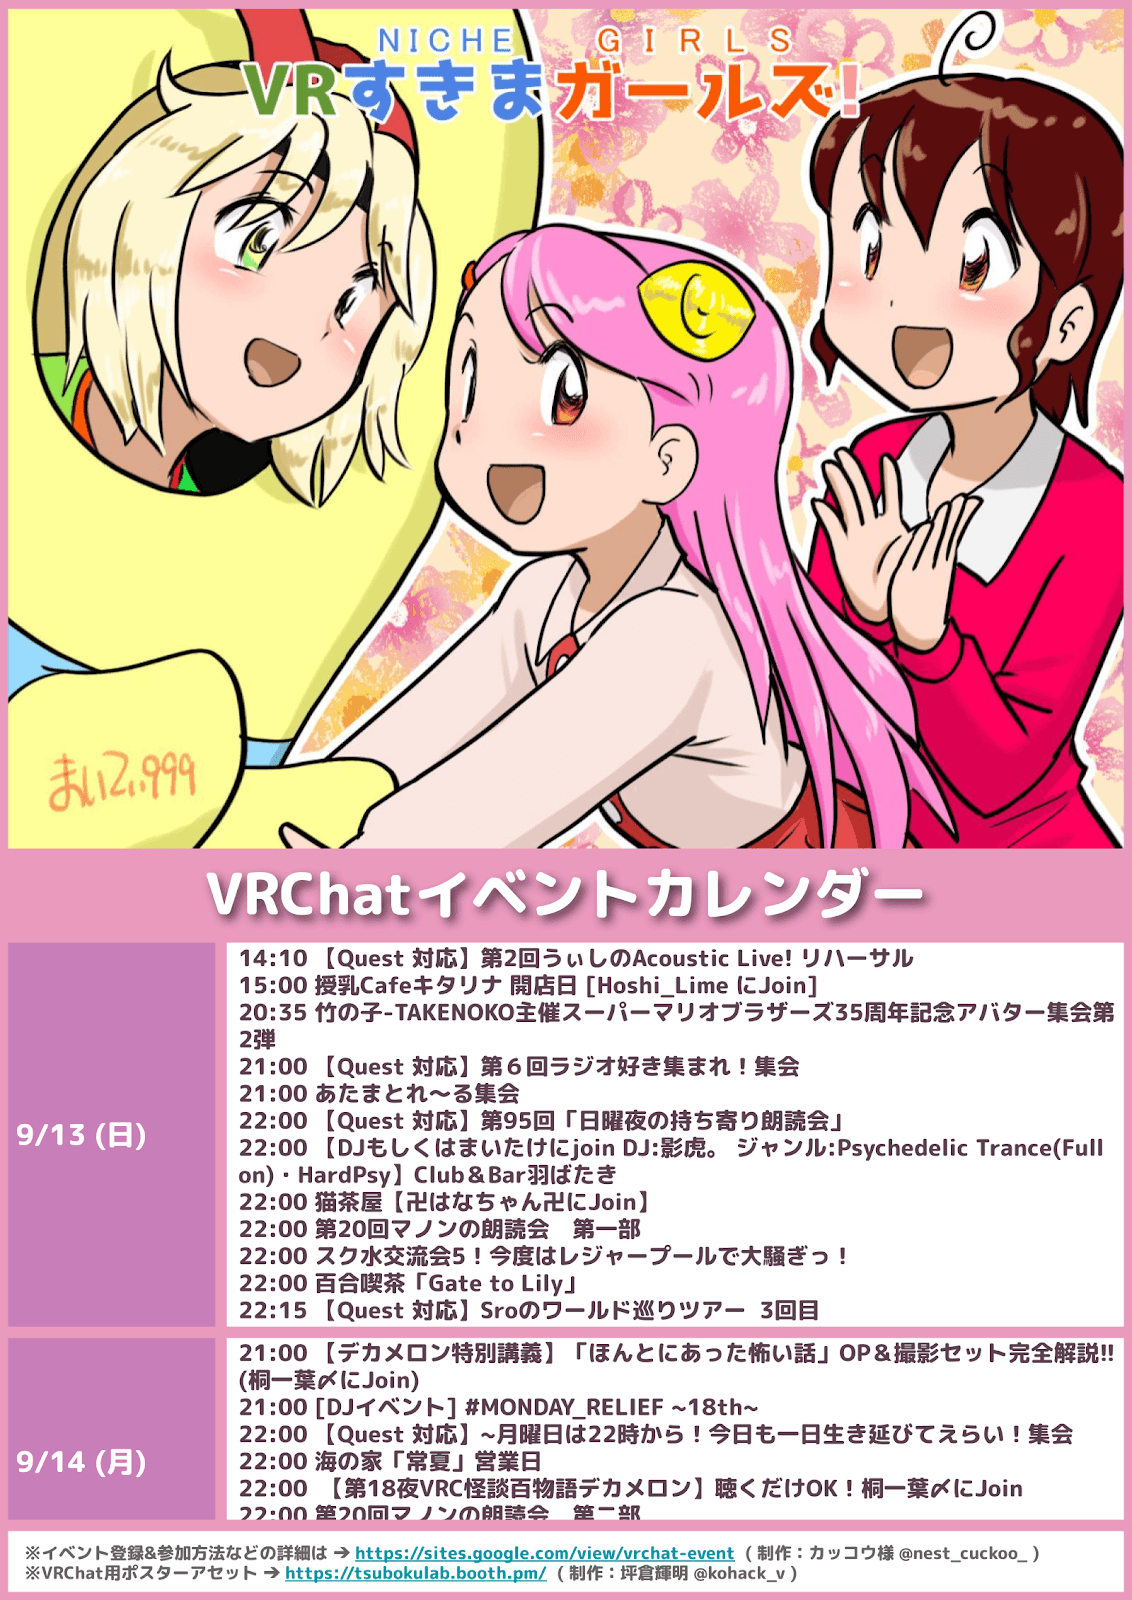 NICHE GIRLS
VRすきまガールズ!
まいてい999
VRChatイベントカレンダー
9/13 (日)
14:10 【Quest 対応】第2回うぃしのAcoustic Live! リハーサル
15:00 授乳Cafeキタリナ 開店日 [Hoshi_Lime にJoin]
20:35 竹の子-TAKENOKO主催スーパーマリオブラザーズ35周年記念アバター集会第
2弾
21:00 【Quest 対応】第６回ラジオ好き集まれ！集会
21:00 あたまとれ〜る集会
22:00 【Quest 対応】第95回「日曜夜の持ち寄り朗読会」
22:00 【DJもしくはまいたけにjoin DJ:影虎。 ジャンル:Psychedelic Trance(Full
on)・HardPsy】Club＆Bar羽ばたき
22:00 猫茶屋【卍はなちゃん卍にJoin】
22:00 第20回マノンの朗読会　第一部
22:00 スク水交流会5！今度はレジャープールで大騒ぎっ！
22:00 百合喫茶「Gate to Lily」
22:15 【Quest 対応】Sroのワールド巡りツアー 3回目
9/14 (月)
21:00 【デカメロン特別講義】「ほんとにあった怖い話」OP＆撮影セット完全解説!!
(桐一葉〆にJoin)
21:00 [DJイベント] #MONDAY_RELIEF ~18th~
22:00 【Quest 対応】~月曜日は22時から！今日も一日生き延びてえらい！集会
22:00 海の家「常夏」営業日
22:00 【第18夜VRC怪談百物語デカメロン】聴くだけOK！桐一葉〆にJoin
22:00 第20回マノンの朗読会　第二部
※イベント登録&参加方法などの詳細は ➔ https://sites.google.com/view/vrchat-event ( 制作：カッコウ様 @nest_cuckoo_ )
※VRChat用ポスターアセット ➔ https://tsubokulab.booth.pm/ ( 制作：坪倉輝明 @kohack_v )